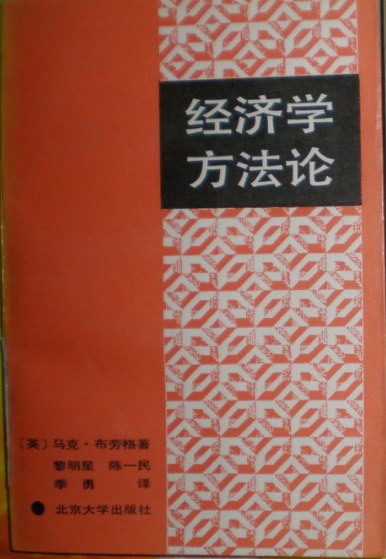 经济学
方法论
〔英〕马克·布劳格著
黎明星 陈一民
季勇 译
北京大学出版社